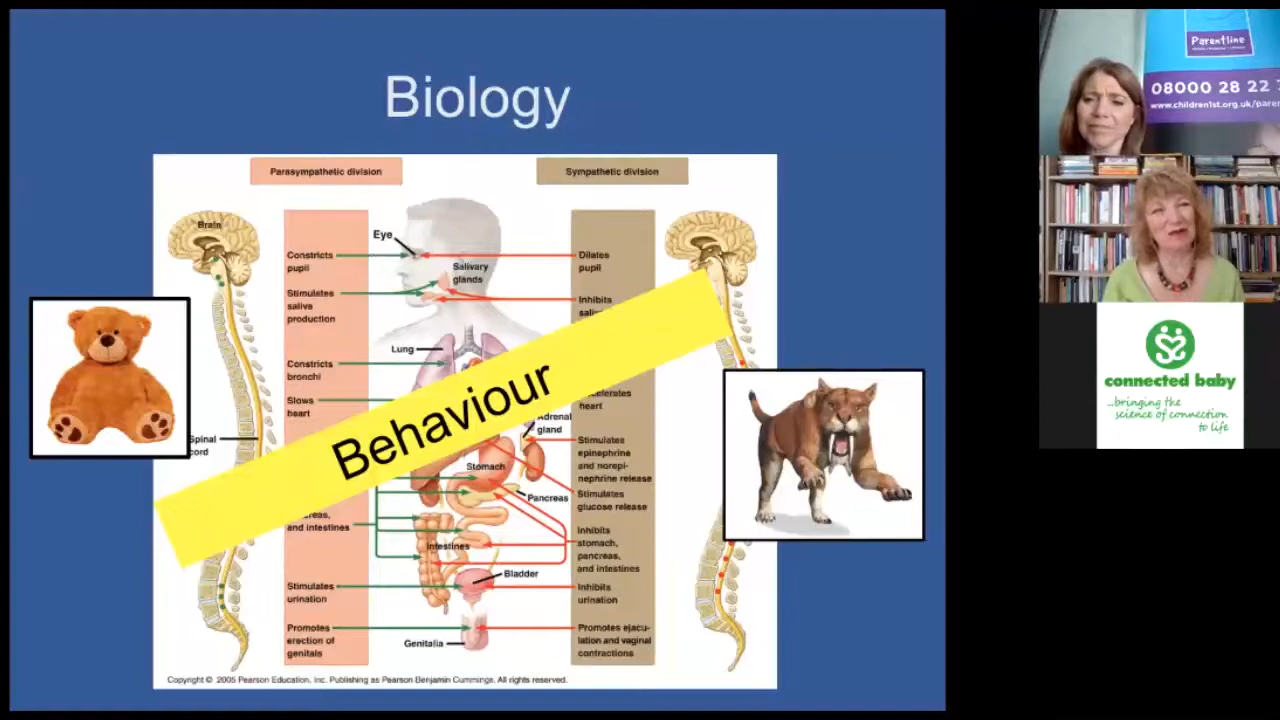 Biology
Parasympathetic division
Sympathetic division
Brain
Eye
Constricts
pupil
Dilates
pupil
Salivary
glands
Stimulates
saliva
production
Inhibits
Lung
Constricts
bronchi
Slows
heart
heart
Behaviour
Adrenal
gland
Spinal
cord
Stimulates
epinephrine
and norepi-
nephrine release
Stomach
Pancreas
Stimulates
glucose release
and intestines
Inhibits
stomach,
pancreas,
and intestines
Intestines
Bladder
Stimulates
urination
Inhibits
urination
Promotes
erection of
genitals
Genitalia
Promotes ejacu-
lation and vaginal
contractions
Copyright © 2005 Pearson Education, Inc. Publishing as Pearson Benjamin Cummings. All rights reserved.
Parentline
08000 28 22
www.children1st.org.uk/paren
connected baby
...bringing the
science of connection
to life